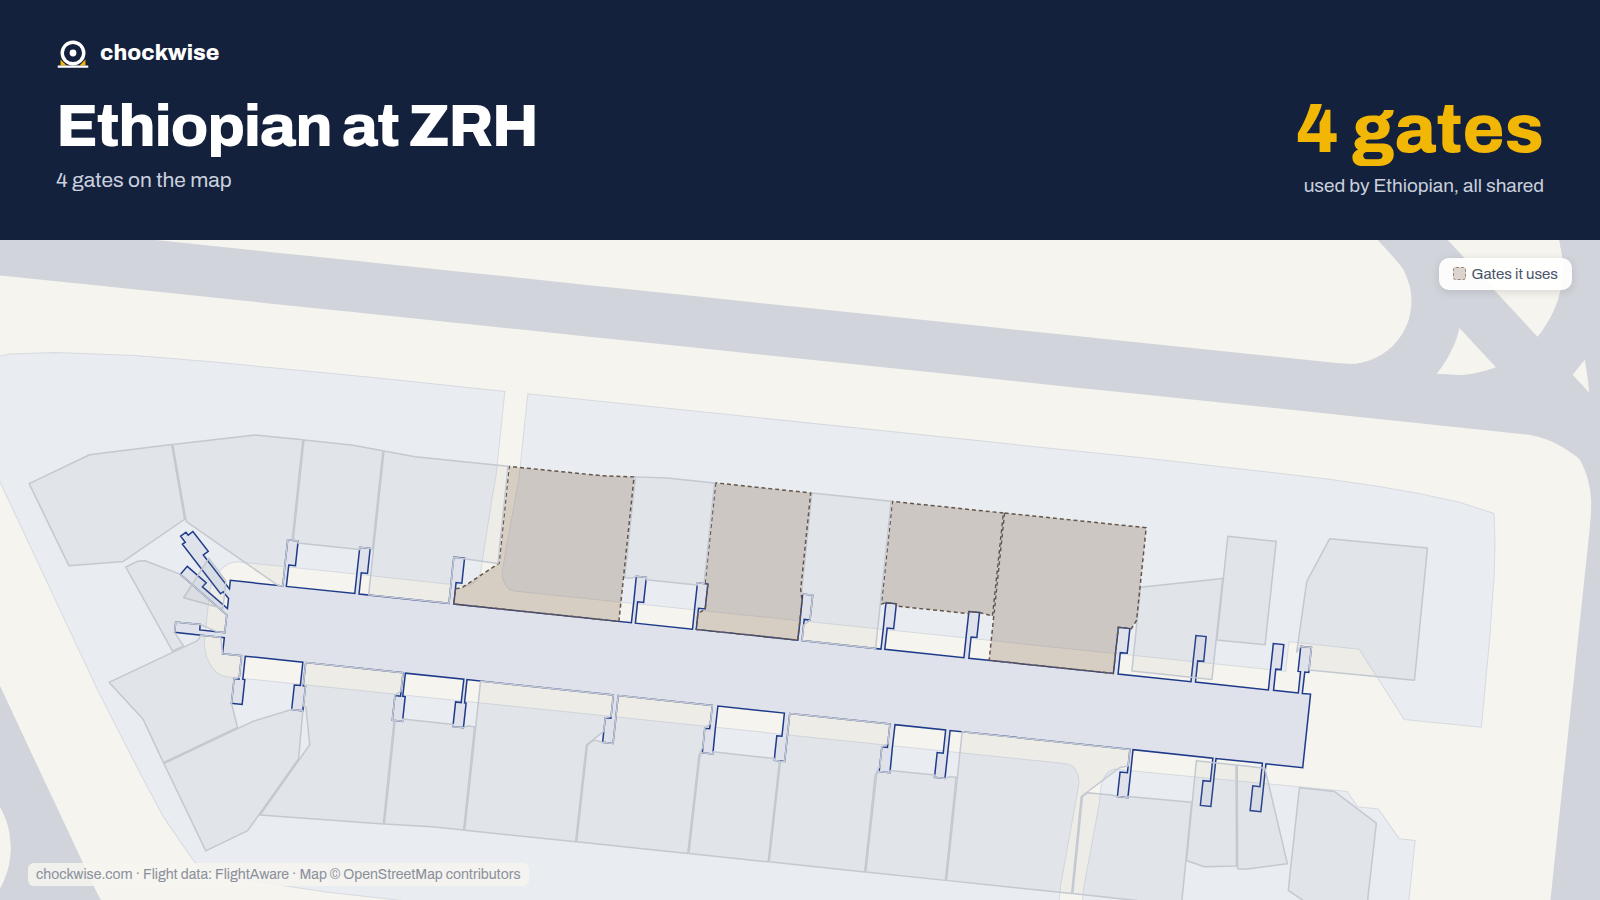 chockwise
Ethiopian at ZRH
4 gates on the map
4 gates
used by Ethiopian, all shared
Gates it uses
chockwise.com · Flight data: FlightAware · Map © OpenStreetMap contributors